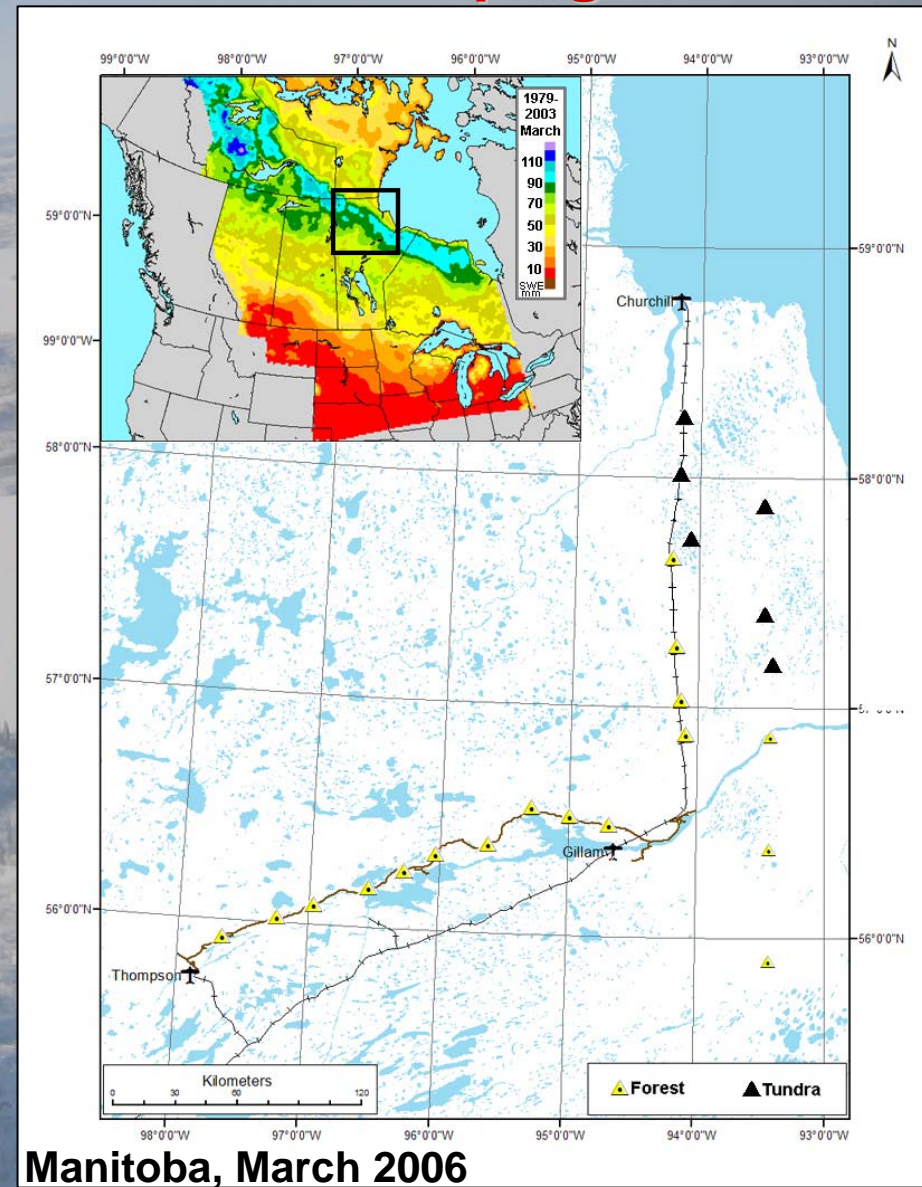 N
99°0'0"W 98°0'0"W 97°0'0"W 96°0'0"W 95°0'0"W 94°0'0"W 93°0'0"W
1979-
2003
March
110
90
70
50
30
10
SWE
mm
59°0'0"N
59°0'0"N
Churchill
99°0'0"W
58°0'0"N
58°0'0"N
57°0'0"N
Gillam
56°0'0"N
56°0'0"N
Thompson
Kilometers
0 30 60 120
Forest Tundra
98°0'0"W 97°0'0"W 96°0'0"W 95°0'0"W 94°0'0"W 93°0'0"W
Manitoba, March 2006